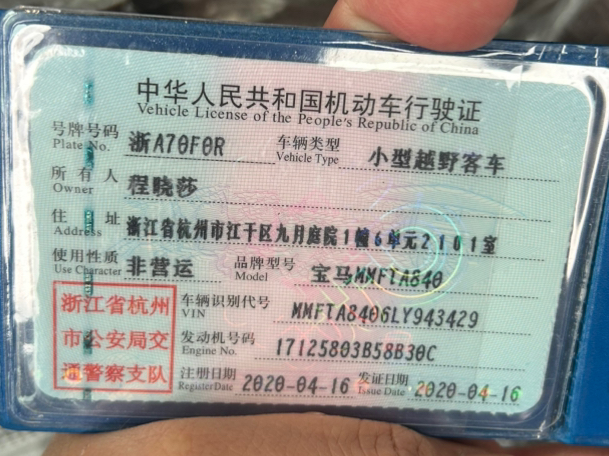 中华人民共和国机动车行驶证
Vehicle License of the People's Republic of China
号牌号码 浙A70F0R 车辆类型 小型越野客车
Plate No. Vehicle Type
所有人 程晓莎
Owner
住址 浙江省杭州市江干区九月庭院1幢6单元2101室
Address
使用性质 非营运 品牌型号 宝马MMFTA840
Use Character Model
浙江省杭州
市公安局交
通警察支队
车辆识别代号 MMFTA8406LY943429
VIN
发动机号码 17125803B58B30C
Engine No.
注册日期 2020-04-16 发证日期 2020-04-16
Register Date Issue Date